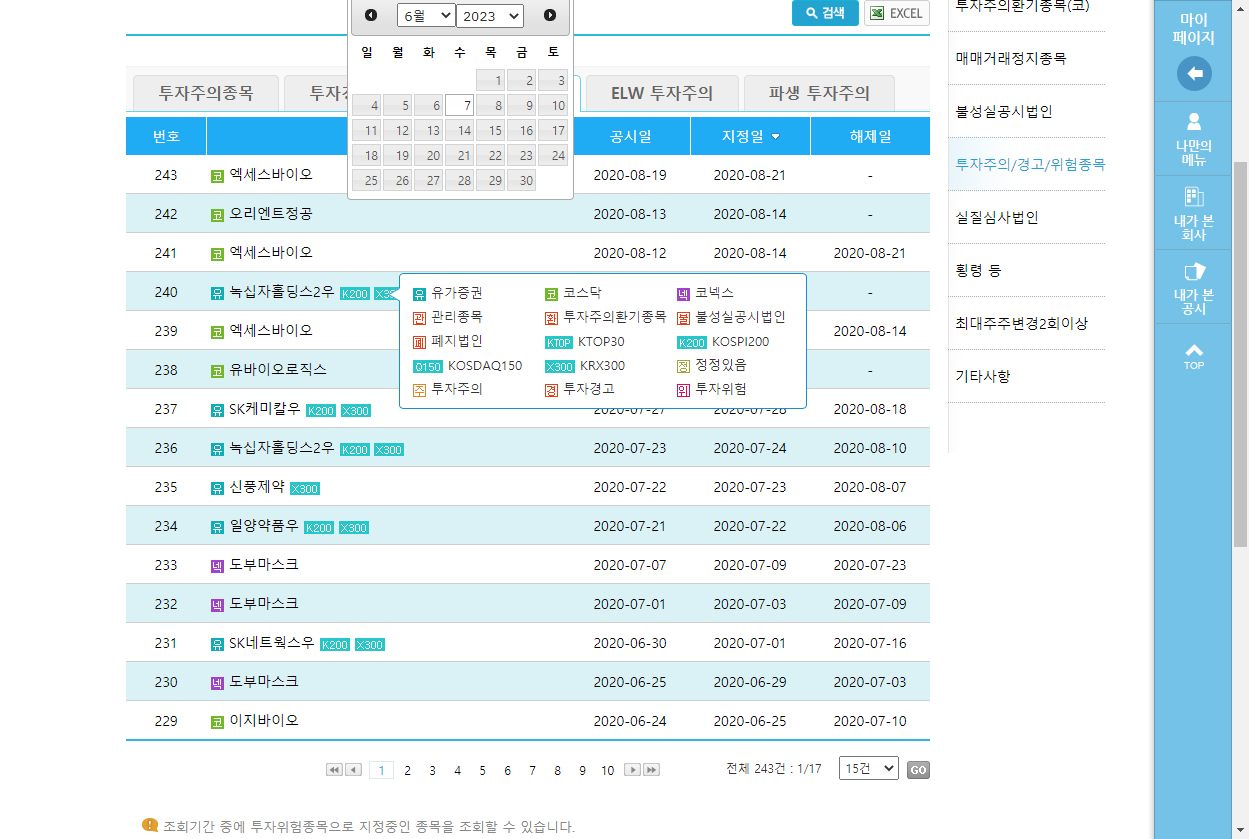 6월 2023
검색 EXCEL
일 월 화 수 목 금 토
1 2 3
4 5 6 7 8 9 10
11 12 13 14 15 16 17
18 19 20 21 22 23 24
25 26 27 28 29 30
투자주의종목 ELW 투자주의 파생 투자주의
번호 공시일 지정일 해제일
243 코 엑세스바이오 2020-08-19 2020-08-21 -
242 코 오리엔트정공 2020-08-13 2020-08-14 -
241 코 엑세스바이오 2020-08-12 2020-08-14 2020-08-21
240 유 녹십자홀딩스2우 K200 -
239 코 엑세스바이오 2020-08-14
238 코 유바이오로직스 -
237 유 SK케미칼우 K200 X300 2020-07-27 2020-07-28 2020-08-18
236 유 녹십자홀딩스2우 K200 X300 2020-07-23 2020-07-24 2020-08-10
235 유 신풍제약 X300 2020-07-22 2020-07-23 2020-08-07
234 유 일양약품우 K200 X300 2020-07-21 2020-07-22 2020-08-06
233 넥 도부마스크 2020-07-07 2020-07-09 2020-07-23
232 넥 도부마스크 2020-07-01 2020-07-03 2020-07-09
231 유 SK네트웍스우 K200 X300 2020-06-30 2020-07-01 2020-07-16
230 넥 도부마스크 2020-06-25 2020-06-29 2020-07-03
229 코 이지바이오 2020-06-24 2020-06-25 2020-07-10
유 유가증권 코 코스닥 넥 코넥스
관 관리종목 환 투자주의환기종목 불 불성실공시법인
폐 폐지법인 KTOP KTOP30 K200 KOSPI200
Q150 KOSDAQ150 X300 KRX300 정 정정있음
주 투자주의 경 투자경고 위 투자위험
1 2 3 4 5 6 7 8 9 10 전체 243건 : 1/17 15건 GO
조회기간 중에 투자위험종목으로 지정중인 종목을 조회할 수 있습니다.
투자주의환기종목(코)
매매거래정지종목
불성실공시법인
투자주의/경고/위험종목
실질심사법인
횡령 등
최대주주변경2회이상
기타사항
마이
페이지
나만의
메뉴
내가 본
회사
내가 본
공시
TOP